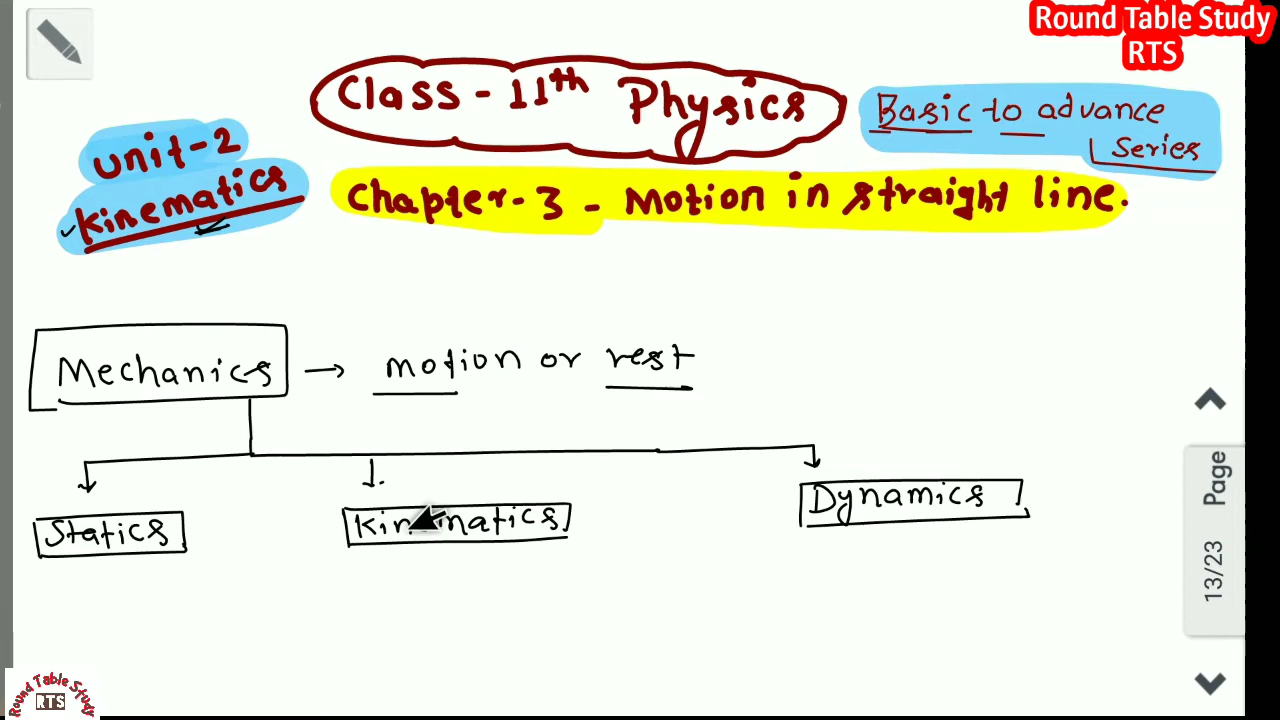 Round Table Study
RTS
Class - 11th Physics
Basic to advance
Series
Unit-2
Kinematics
Chapter-3 - Motion in straight line.
Mechanics → motion or rest
Statics
Kinematics
Dynamics
Page
13/23
Round Table Study
RTS